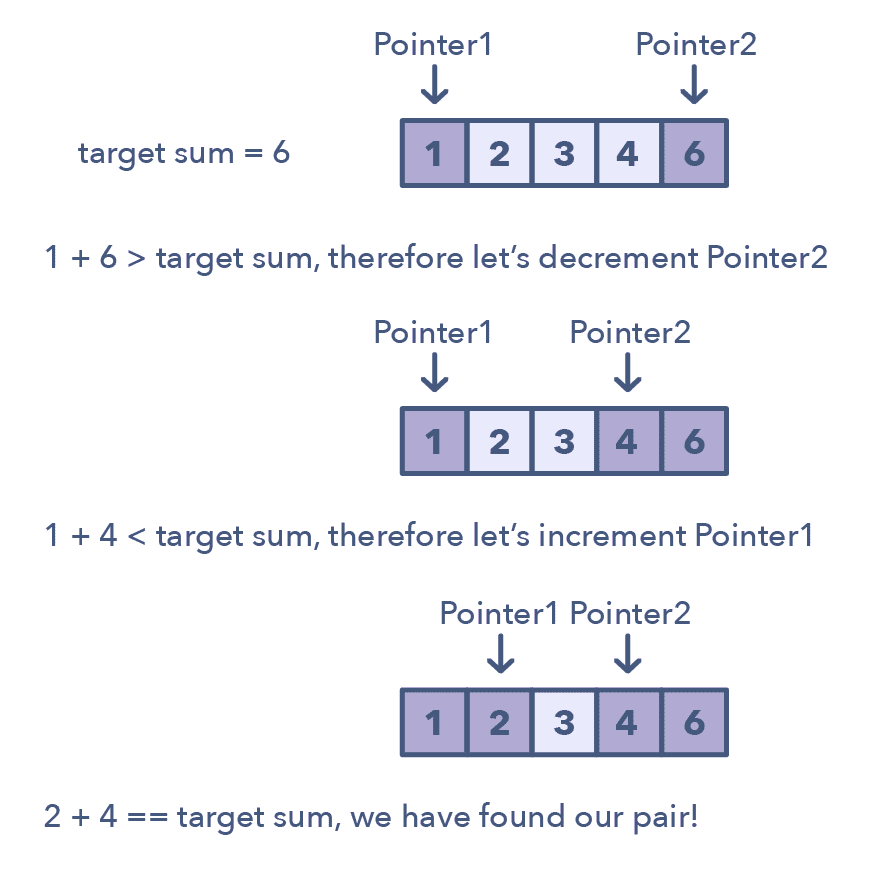 Pointer1 Pointer2
target sum = 6
1 2 3 4 6
1 + 6 > target sum, therefore let’s decrement Pointer2
Pointer1 Pointer2
1 2 3 4 6
1 + 4 < target sum, therefore let’s increment Pointer1
Pointer1 Pointer2
1 2 3 4 6
2 + 4 == target sum, we have found our pair!